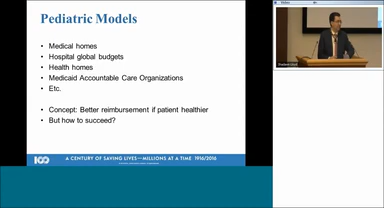 Pediatric Models
• Medical homes
• Hospital global budgets
• Health homes
• Medicaid Accountable Care Organizations
• Etc.
• Concept: Better reimbursement if patient healthier
• But how to succeed?
100
A CENTURY OF SAVING LIVES—MILLIONS AT A TIME 1916/2016